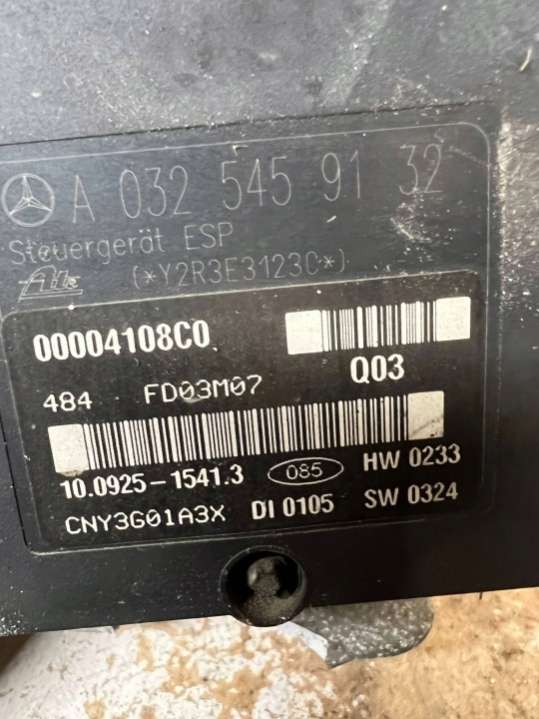 A 032 545 91 32
Steuergerät ESP
Ate (*Y2R3E3123C*)
00004108C0
484 FD03M07 Q03
10.0925-1541.3 085 HW 0233
CNY3G01A3X DI 0105 SW 0324